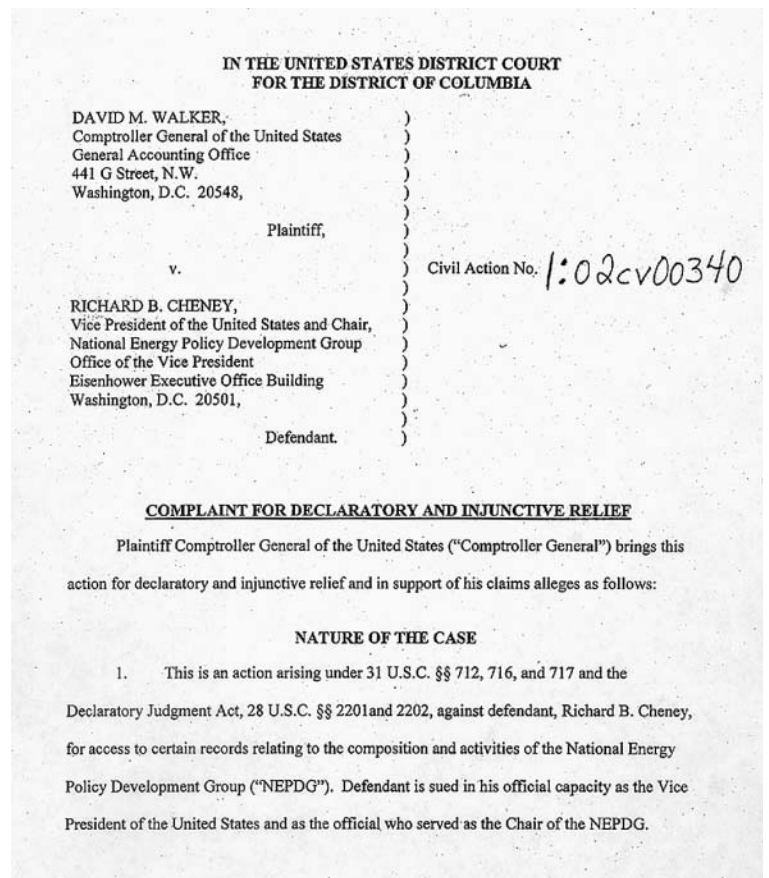 IN THE UNITED STATES DISTRICT COURT
FOR THE DISTRICT OF COLUMBIA
DAVID M. WALKER, )
Comptroller General of the United States )
General Accounting Office )
441 G Street, N.W. )
Washington, D.C. 20548, )
)
Plaintiff, )
)
v. ) Civil Action No. 1:02cv00340
)
RICHARD B. CHENEY, )
Vice President of the United States and Chair, )
National Energy Policy Development Group )
Office of the Vice President )
Eisenhower Executive Office Building )
Washington, D.C. 20501, )
)
Defendant. )
COMPLAINT FOR DECLARATORY AND INJUNCTIVE RELIEF
Plaintiff Comptroller General of the United States (“Comptroller General”) brings this
action for declaratory and injunctive relief and in support of his claims alleges as follows:
NATURE OF THE CASE
1. This is an action arising under 31 U.S.C. §§ 712, 716, and 717 and the
Declaratory Judgment Act, 28 U.S.C. §§ 2201and 2202, against defendant, Richard B. Cheney,
for access to certain records relating to the composition and activities of the National Energy
Policy Development Group (“NEPDG”). Defendant is sued in his official capacity as the Vice
President of the United States and as the official who served as the Chair of the NEPDG.